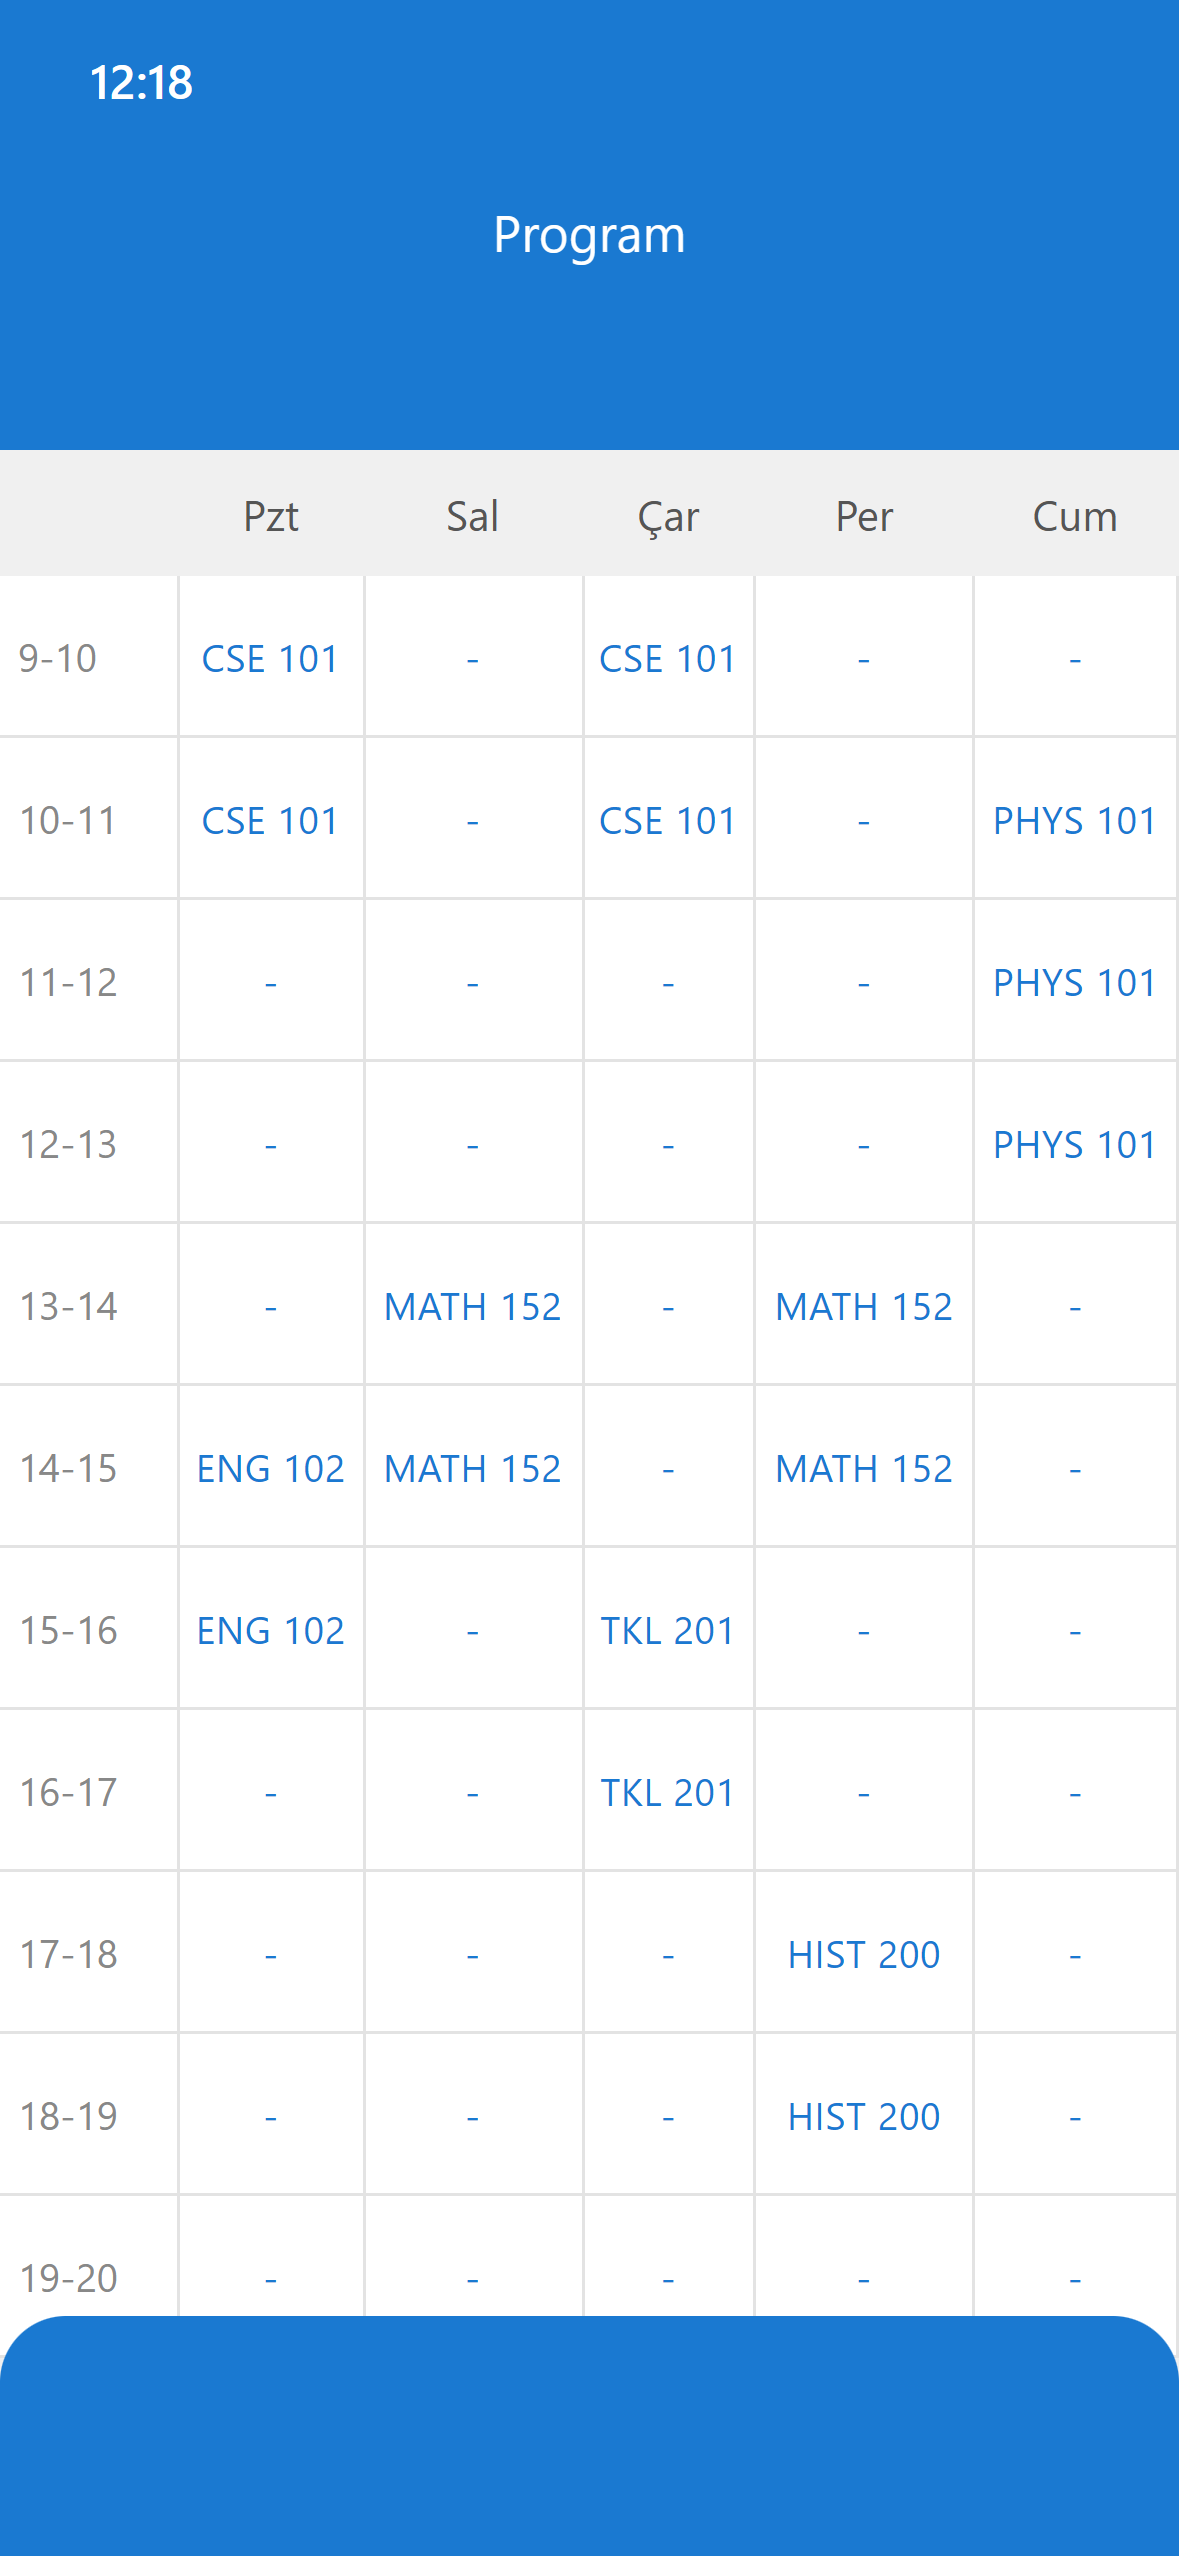 12:18
Program
Pzt Sal Çar Per Cum
9-10 CSE 101 - CSE 101 - -
10-11 CSE 101 - CSE 101 - PHYS 101
11-12 - - - - PHYS 101
12-13 - - - - PHYS 101
13-14 - MATH 152 - MATH 152 -
14-15 ENG 102 MATH 152 - MATH 152 -
15-16 ENG 102 - TKL 201 - -
16-17 - - TKL 201 - -
17-18 - - - HIST 200 -
18-19 - - - HIST 200 -
19-20 - - - - -